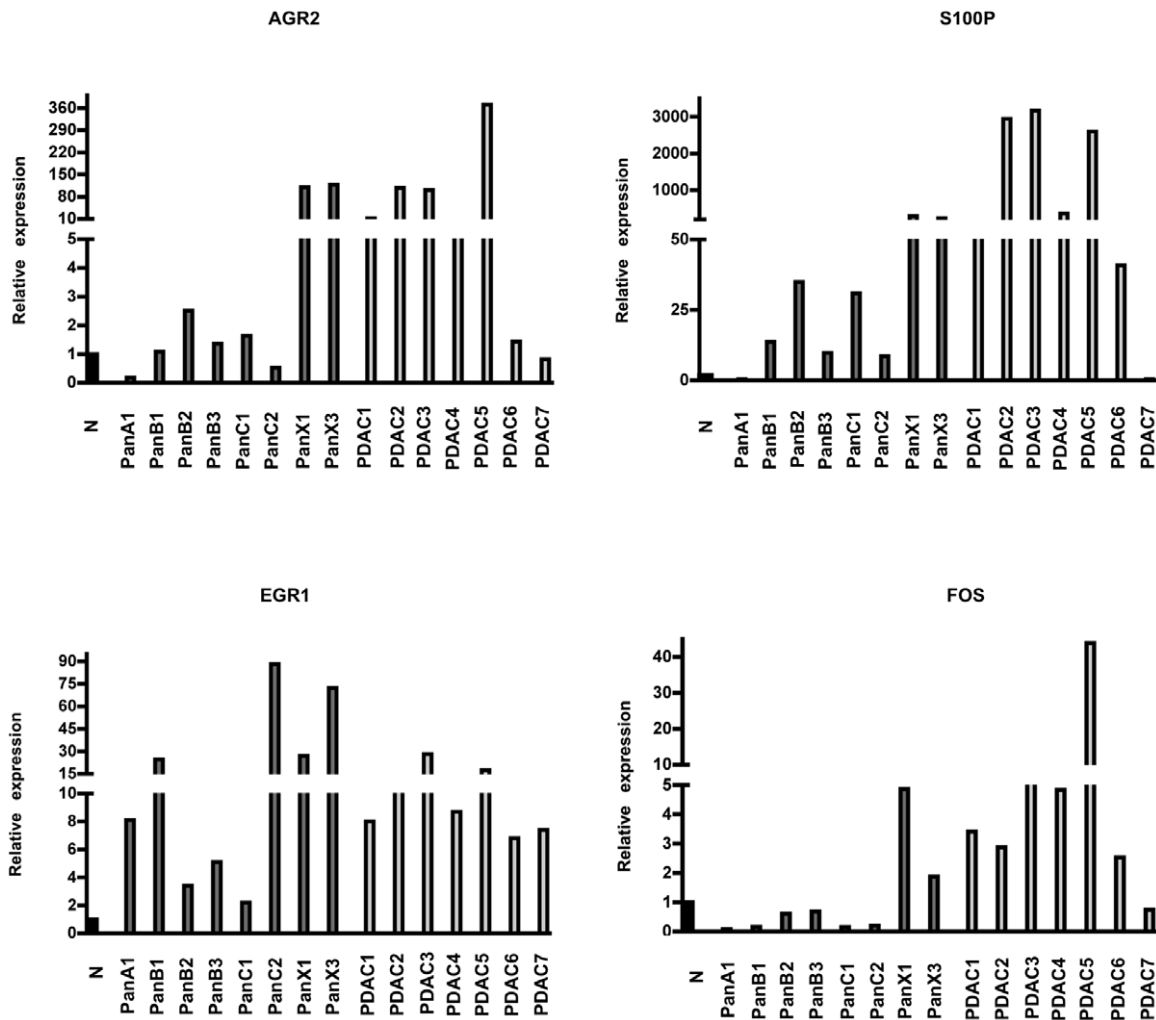 AGR2
Relative expression
360
290
220
150
80
10
5
4
3
2
1
0
N
PanA1
PanB1
PanB2
PanB3
PanC1
PanC2
PanX1
PanX3
PDAC1
PDAC2
PDAC3
PDAC4
PDAC5
PDAC6
PDAC7
S100P
Relative expression
3000
2000
1000
50
25
0
N
PanA1
PanB1
PanB2
PanB3
PanC1
PanC2
PanX1
PanX3
PDAC1
PDAC2
PDAC3
PDAC4
PDAC5
PDAC6
PDAC7
EGR1
Relative expression
90
75
60
45
30
15
10
8
6
4
2
0
N
PanA1
PanB1
PanB2
PanB3
PanC1
PanC2
PanX1
PanX3
PDAC1
PDAC2
PDAC3
PDAC4
PDAC5
PDAC6
PDAC7
FOS
Relative expression
40
30
20
10
5
4
3
2
1
0
N
PanA1
PanB1
PanB2
PanB3
PanC1
PanC2
PanX1
PanX3
PDAC1
PDAC2
PDAC3
PDAC4
PDAC5
PDAC6
PDAC7